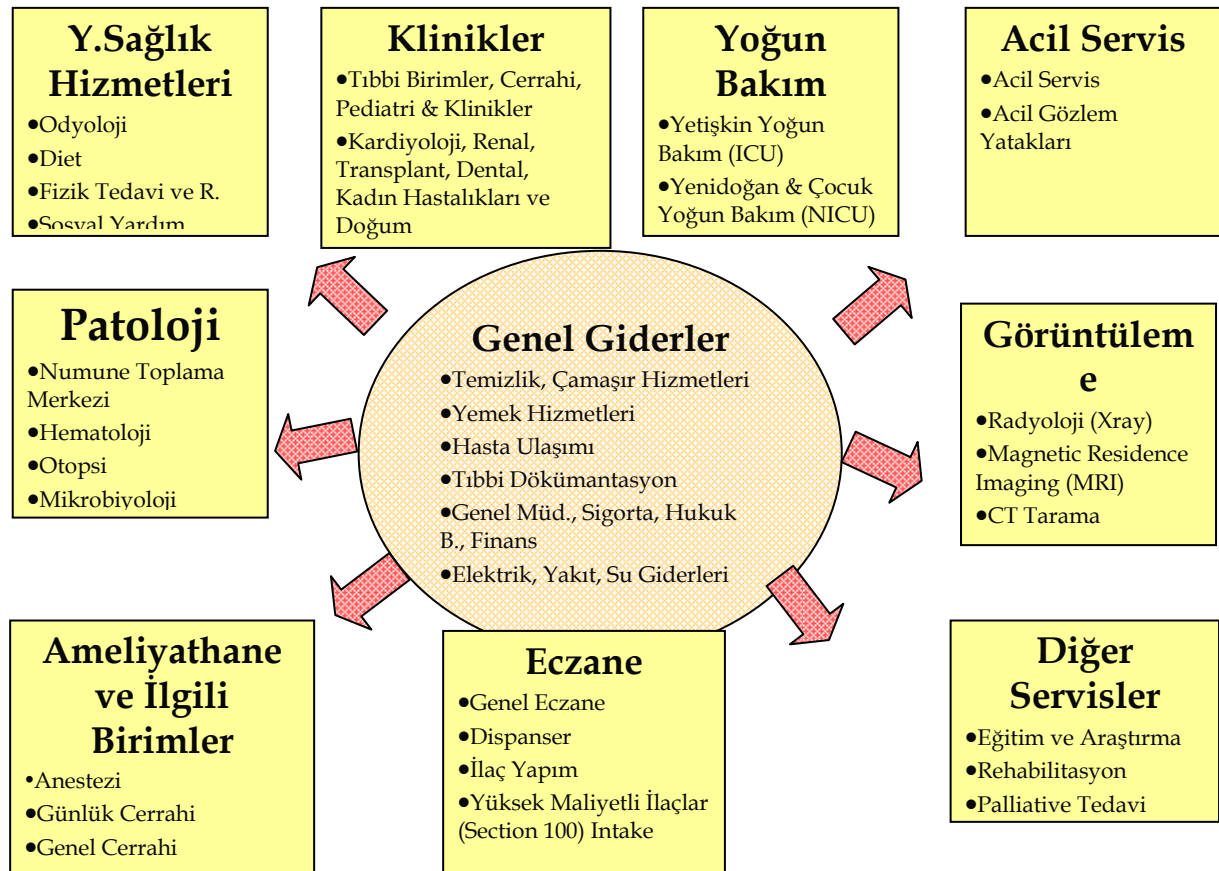 Y.Sağlık
Hizmetleri
•Odyoloji
•Diet
•Fizik Tedavi ve R.
•Sosyal Yardım
Klinikler
•Tıbbi Birimler, Cerrahi,
Pediatri & Klinikler
•Kardiyoloji, Renal,
Transplant, Dental,
Kadın Hastalıkları ve
Doğum
Yoğun
Bakım
•Yetişkin Yoğun
Bakım (ICU)
•Yenidoğan & Çocuk
Yoğun Bakım (NICU)
Acil Servis
•Acil Servis
•Acil Gözlem
Yatakları
Patoloji
•Numune Toplama
Merkezi
•Hematoloji
•Otopsi
•Mikrobiyoloji
Genel Giderler
•Temizlik, Çamaşır Hizmetleri
•Yemek Hizmetleri
•Hasta Ulaşımı
•Tıbbi Dökümantasyon
•Genel Müd., Sigorta, Hukuk
B., Finans
•Elektrik, Yakıt, Su Giderleri
Görüntülem
e
•Radyoloji (Xray)
•Magnetic Residence
Imaging (MRI)
•CT Tarama
Ameliyathane
ve İlgili
Birimler
•Anestezi
•Günlük Cerrahi
•Genel Cerrahi
Eczane
•Genel Eczane
•Dispanser
•İlaç Yapım
•Yüksek Maliyetli İlaçlar
(Section 100) Intake
Diğer
Servisler
•Eğitim ve Araştırma
•Rehabilitasyon
•Palliative Tedavi